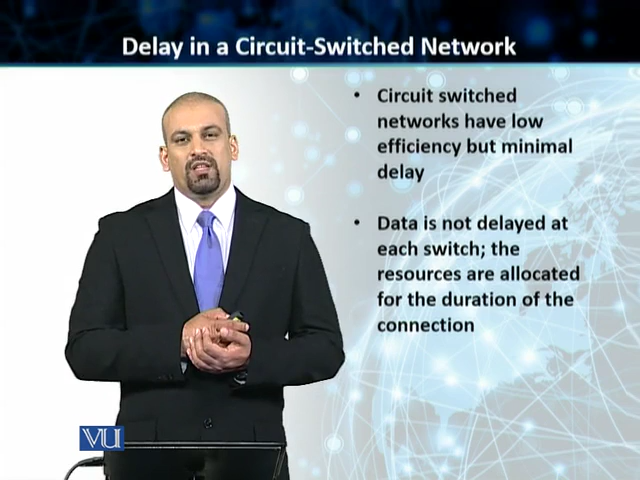 Delay in a Circuit-Switched Network
• Circuit switched
networks have low
efficiency but minimal
delay
• Data is not delayed at
each switch; the
resources are allocated
for the duration of the
connection
VU